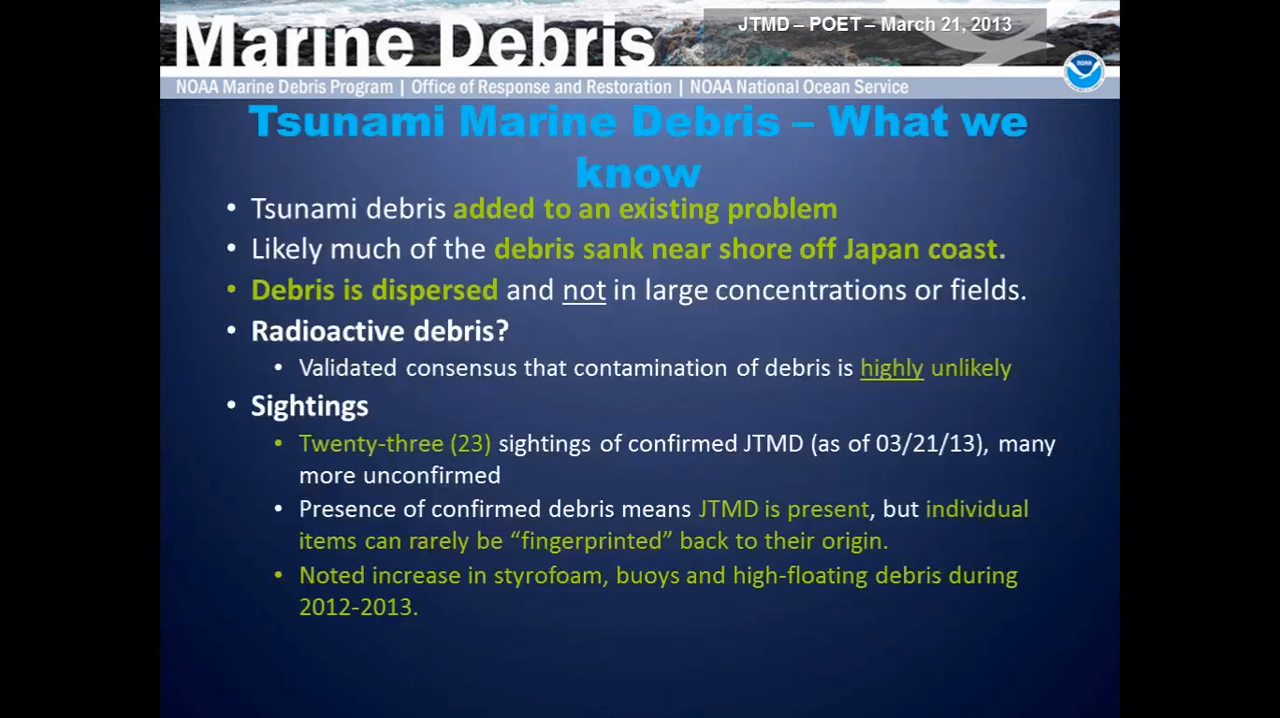 JTMD – POET – March 21, 2013
Marine Debris
NOAA
NOAA Marine Debris Program | Office of Response and Restoration | NOAA National Ocean Service
Tsunami Marine Debris – What we
know
• Tsunami debris added to an existing problem
• Likely much of the debris sank near shore off Japan coast.
• Debris is dispersed and not in large concentrations or fields.
• Radioactive debris?
• Validated consensus that contamination of debris is highly unlikely
• Sightings
• Twenty-three (23) sightings of confirmed JTMD (as of 03/21/13), many
more unconfirmed
• Presence of confirmed debris means JTMD is present, but individual
items can rarely be “fingerprinted” back to their origin.
• Noted increase in styrofoam, buoys and high-floating debris during
2012-2013.